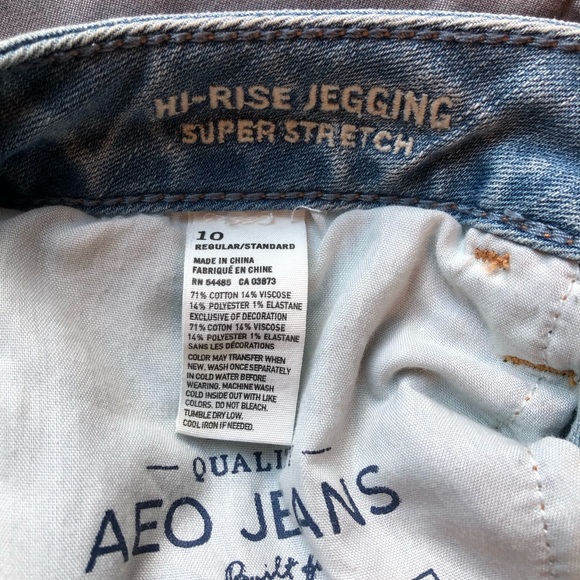 HI-RISE JEGGING
SUPER STRETCH
10
REGULAR/STANDARD
MADE IN CHINA
FABRIQUÉ EN CHINE
RN 54485 CA 03873
71% COTTON 14% VISCOSE
14% POLYESTER 1% ELASTANE
EXCLUSIVE OF DECORATION
71% COTON 14% VISCOSE
14% POLYESTER 1% ELASTANE
SANS LES DÉCORATIONS
COLOR MAY TRANSFER WHEN
NEW. WASH ONCE SEPARATELY
IN COLD WATER BEFORE
WEARING. MACHINE WASH
COLD INSIDE OUT WITH LIKE
COLORS. DO NOT BLEACH.
TUMBLE DRY LOW.
COOL IRON IF NEEDED.
QUALI
AEO JEANS
Built